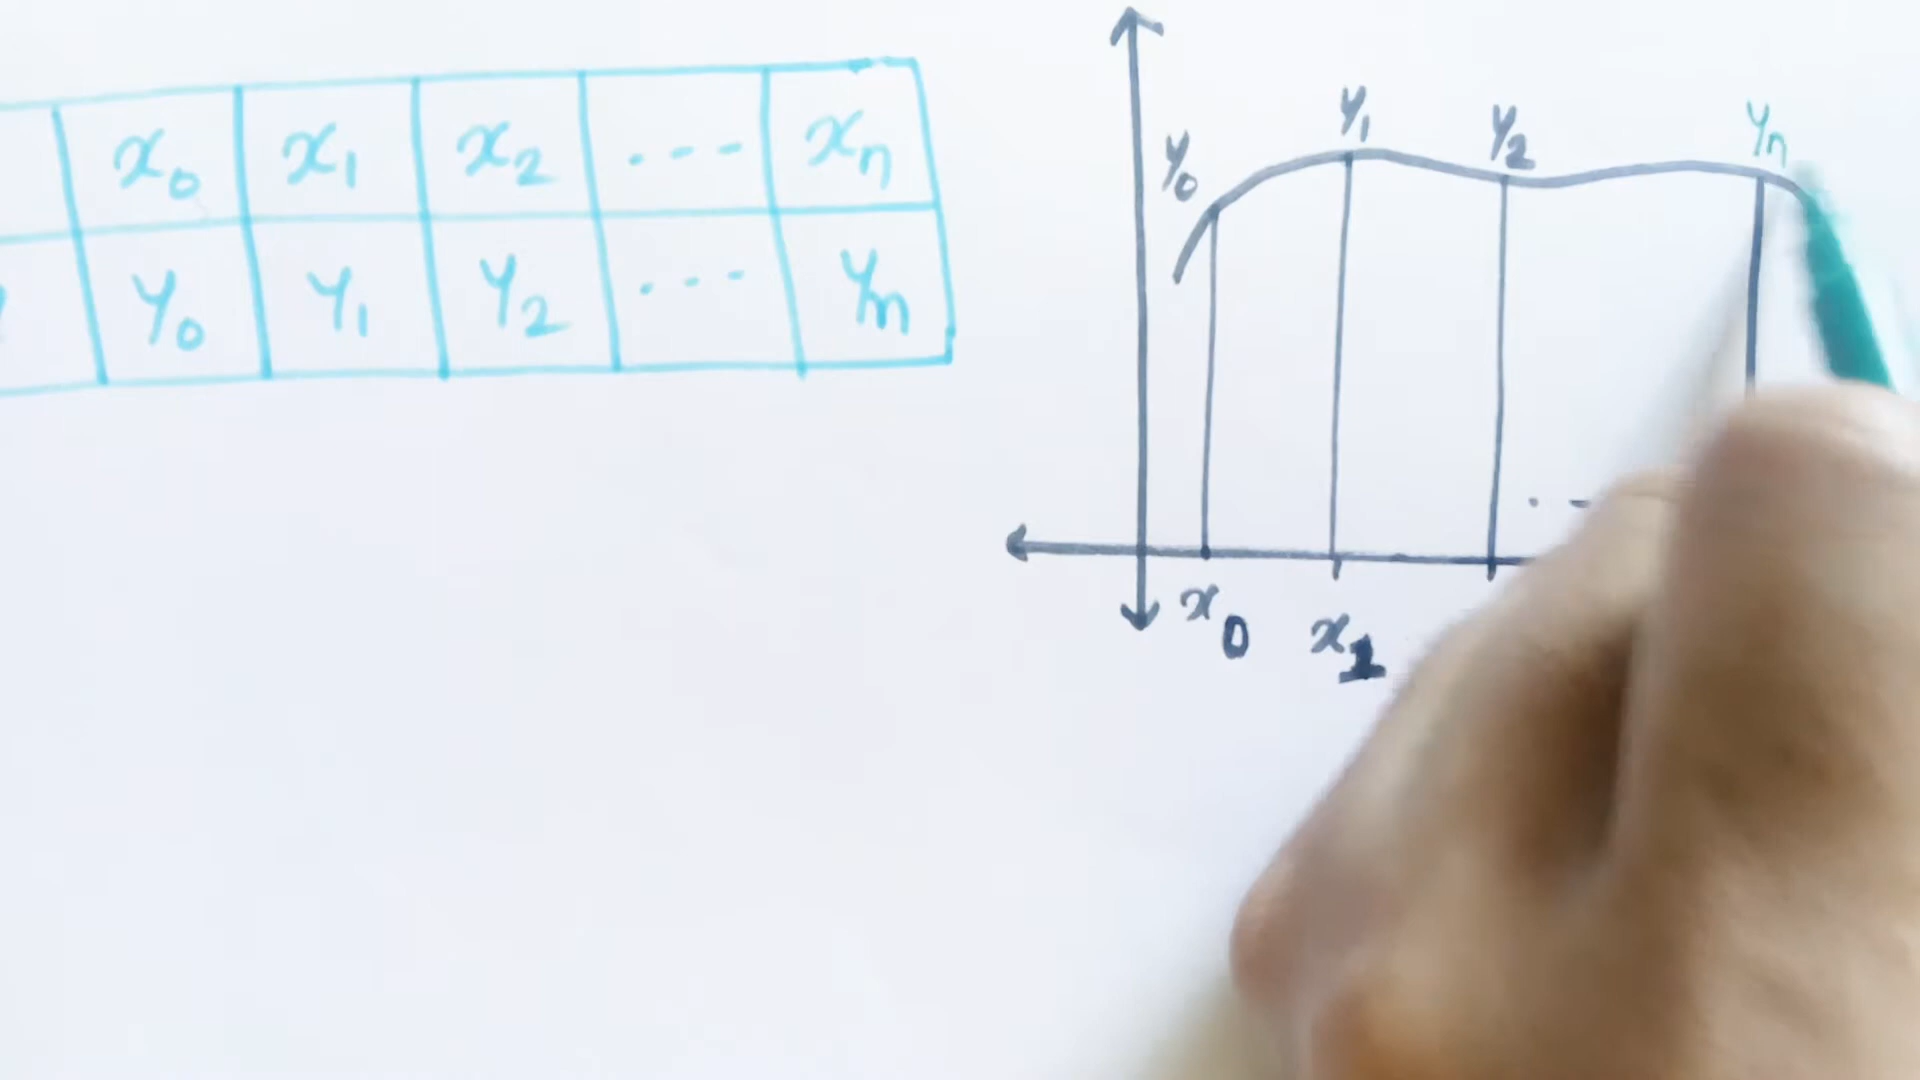 x₀ x₁ x₂ --- xₙ
y₀ y₁ y₂ --- yₙ
y₀ y₁ y₂ yₙ
x₀ x₁